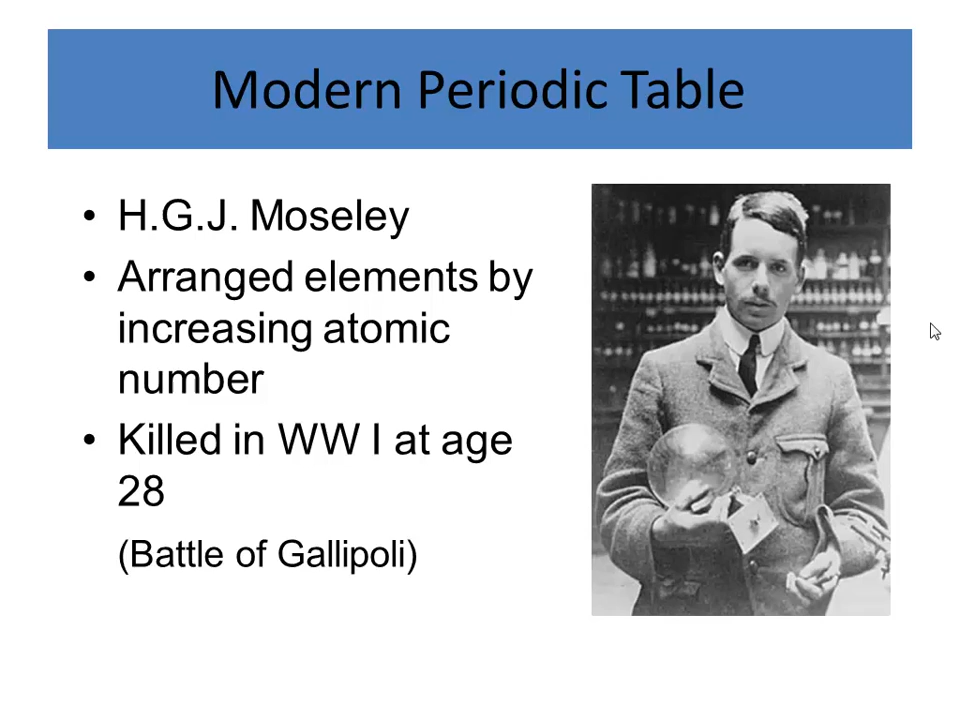 Modern Periodic Table
• H.G.J. Moseley
• Arranged elements by
increasing atomic
number
• Killed in WW I at age
28
(Battle of Gallipoli)